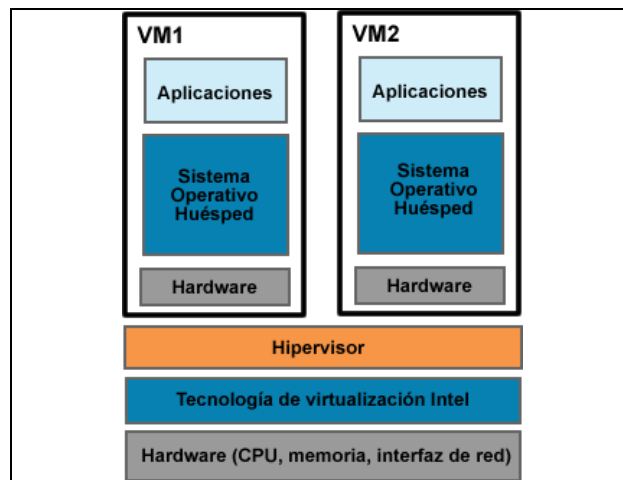 VM1
Aplicaciones
Sistema
Operativo
Huésped
Hardware
VM2
Aplicaciones
Sistema
Operativo
Huésped
Hardware
Hipervisor
Tecnología de virtualización Intel
Hardware (CPU, memoria, interfaz de red)